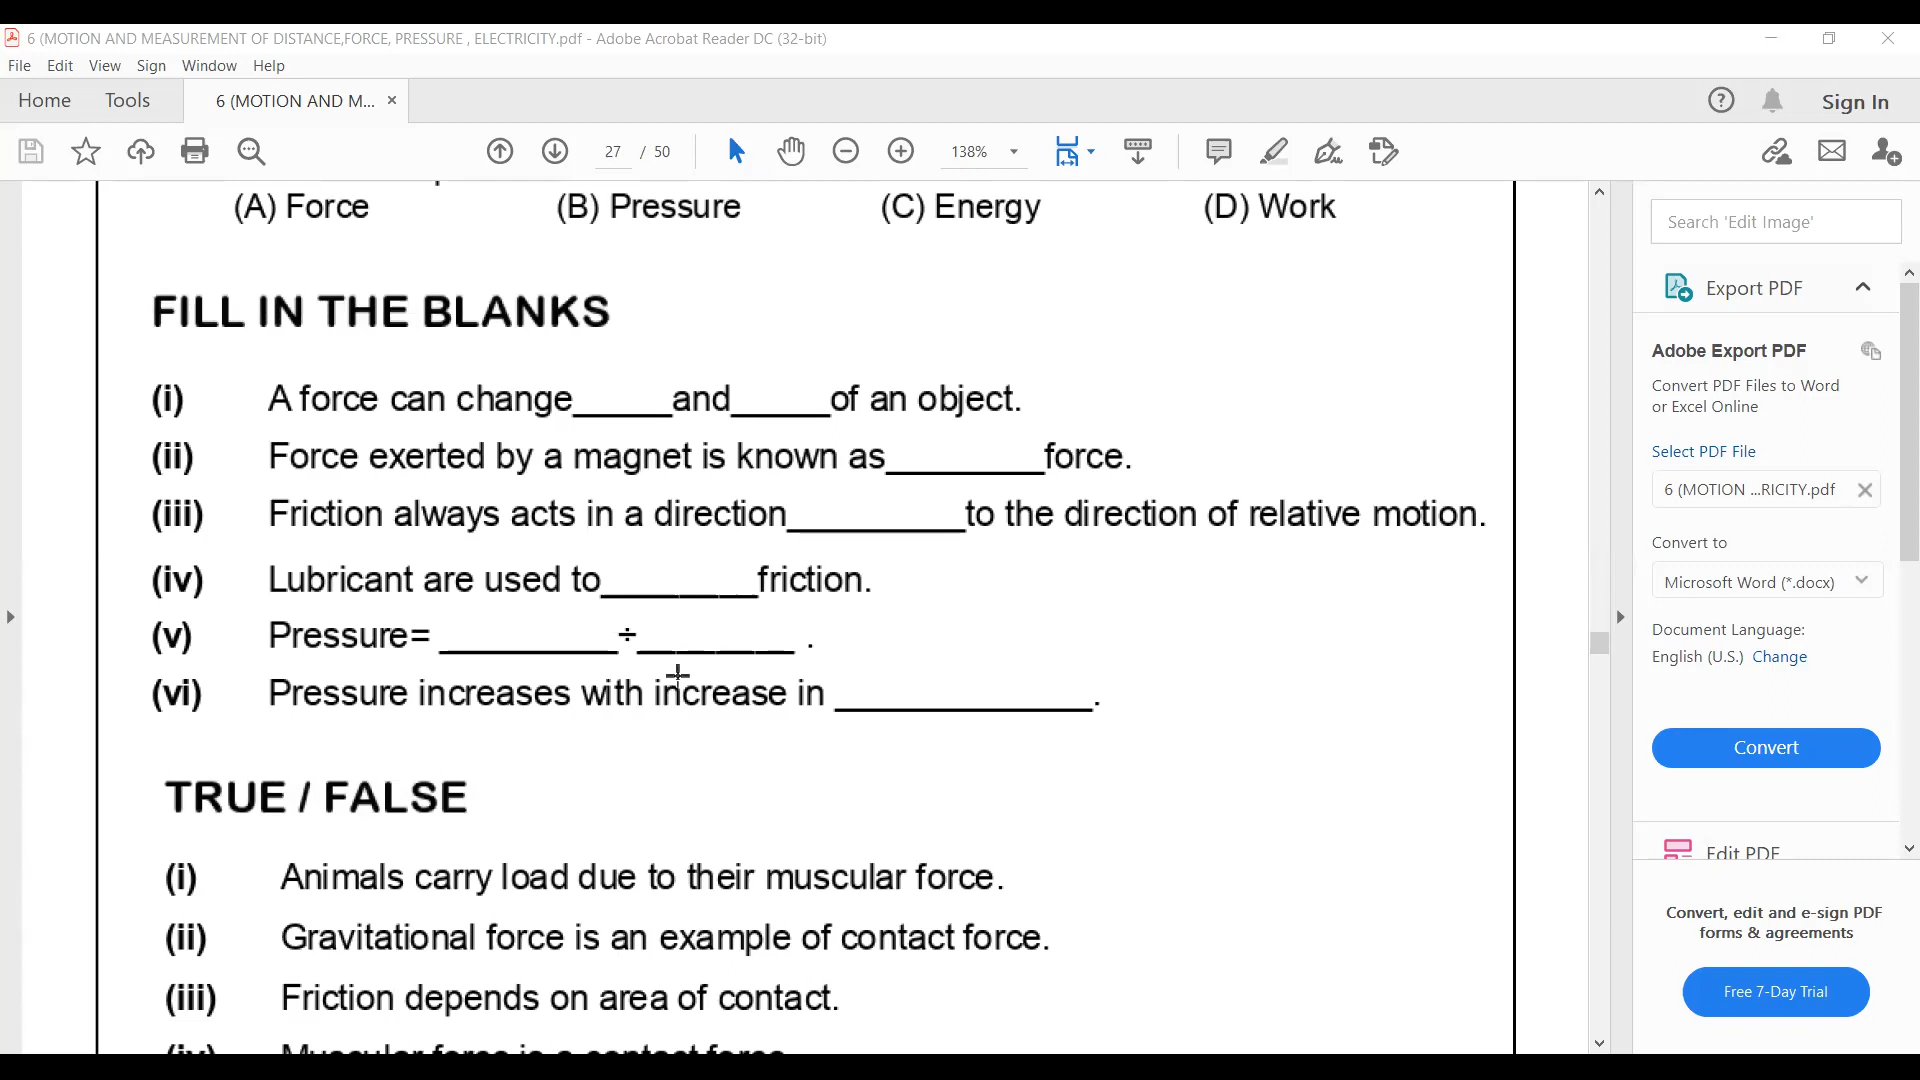 6 (MOTION AND MEASUREMENT OF DISTANCE,FORCE, PRESSURE , ELECTRICITY.pdf - Adobe Acrobat Reader DC (32-bit)
File Edit View Sign Window Help
Home Tools 6 (MOTION AND M... × Sign In
27 / 50 138%
(A) Force (B) Pressure (C) Energy (D) Work
FILL IN THE BLANKS
(i) A force can change_____and_____of an object.
(ii) Force exerted by a magnet is known as________force.
(iii) Friction always acts in a direction_________to the direction of relative motion.
(iv) Lubricant are used to________friction.
(v) Pressure= _________÷________ .
(vi) Pressure increases with increase in _____________.
TRUE / FALSE
(i) Animals carry load due to their muscular force.
(ii) Gravitational force is an example of contact force.
(iii) Friction depends on area of contact.
(iv) Muscular force is a contact force.
Search 'Edit Image'
Export PDF
Adobe Export PDF
Convert PDF Files to Word
or Excel Online
Select PDF File
6 (MOTION ...RICITY.pdf
Convert to
Microsoft Word (*.docx)
Document Language:
English (U.S.) Change
Convert
Edit PDF
Convert, edit and e-sign PDF
forms & agreements
Free 7-Day Trial